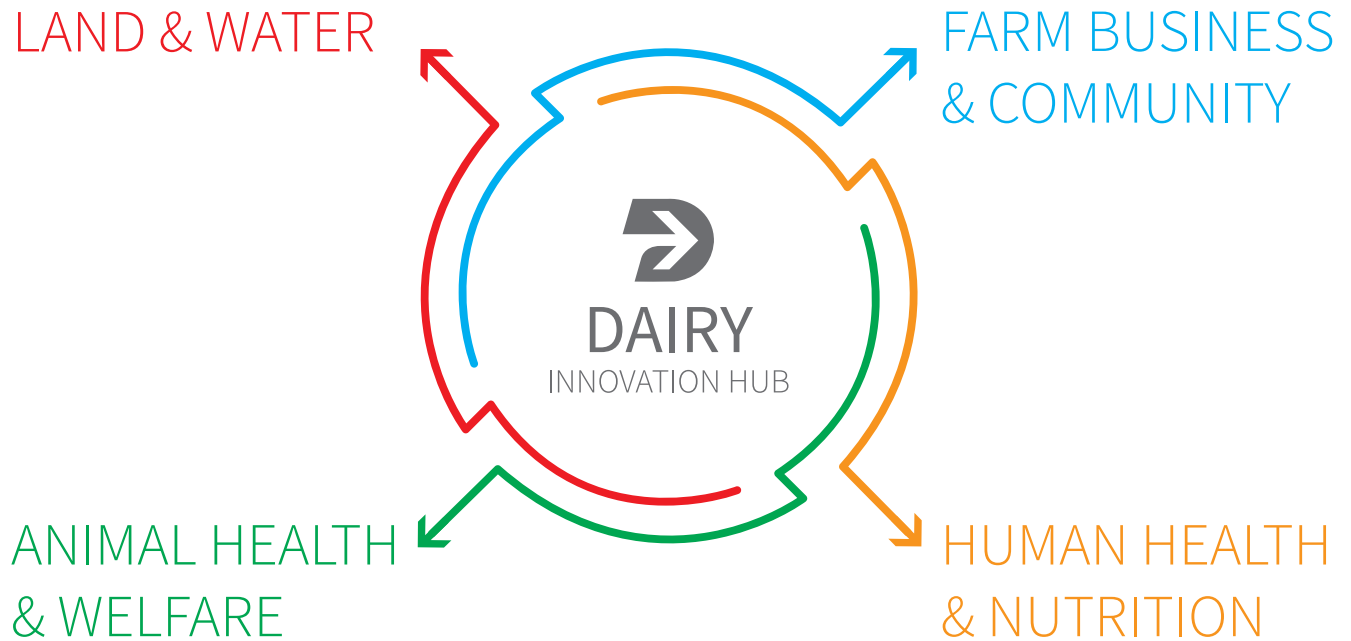 LAND & WATER
FARM BUSINESS
& COMMUNITY
DAIRY
INNOVATION HUB
ANIMAL HEALTH
& WELFARE
HUMAN HEALTH
& NUTRITION